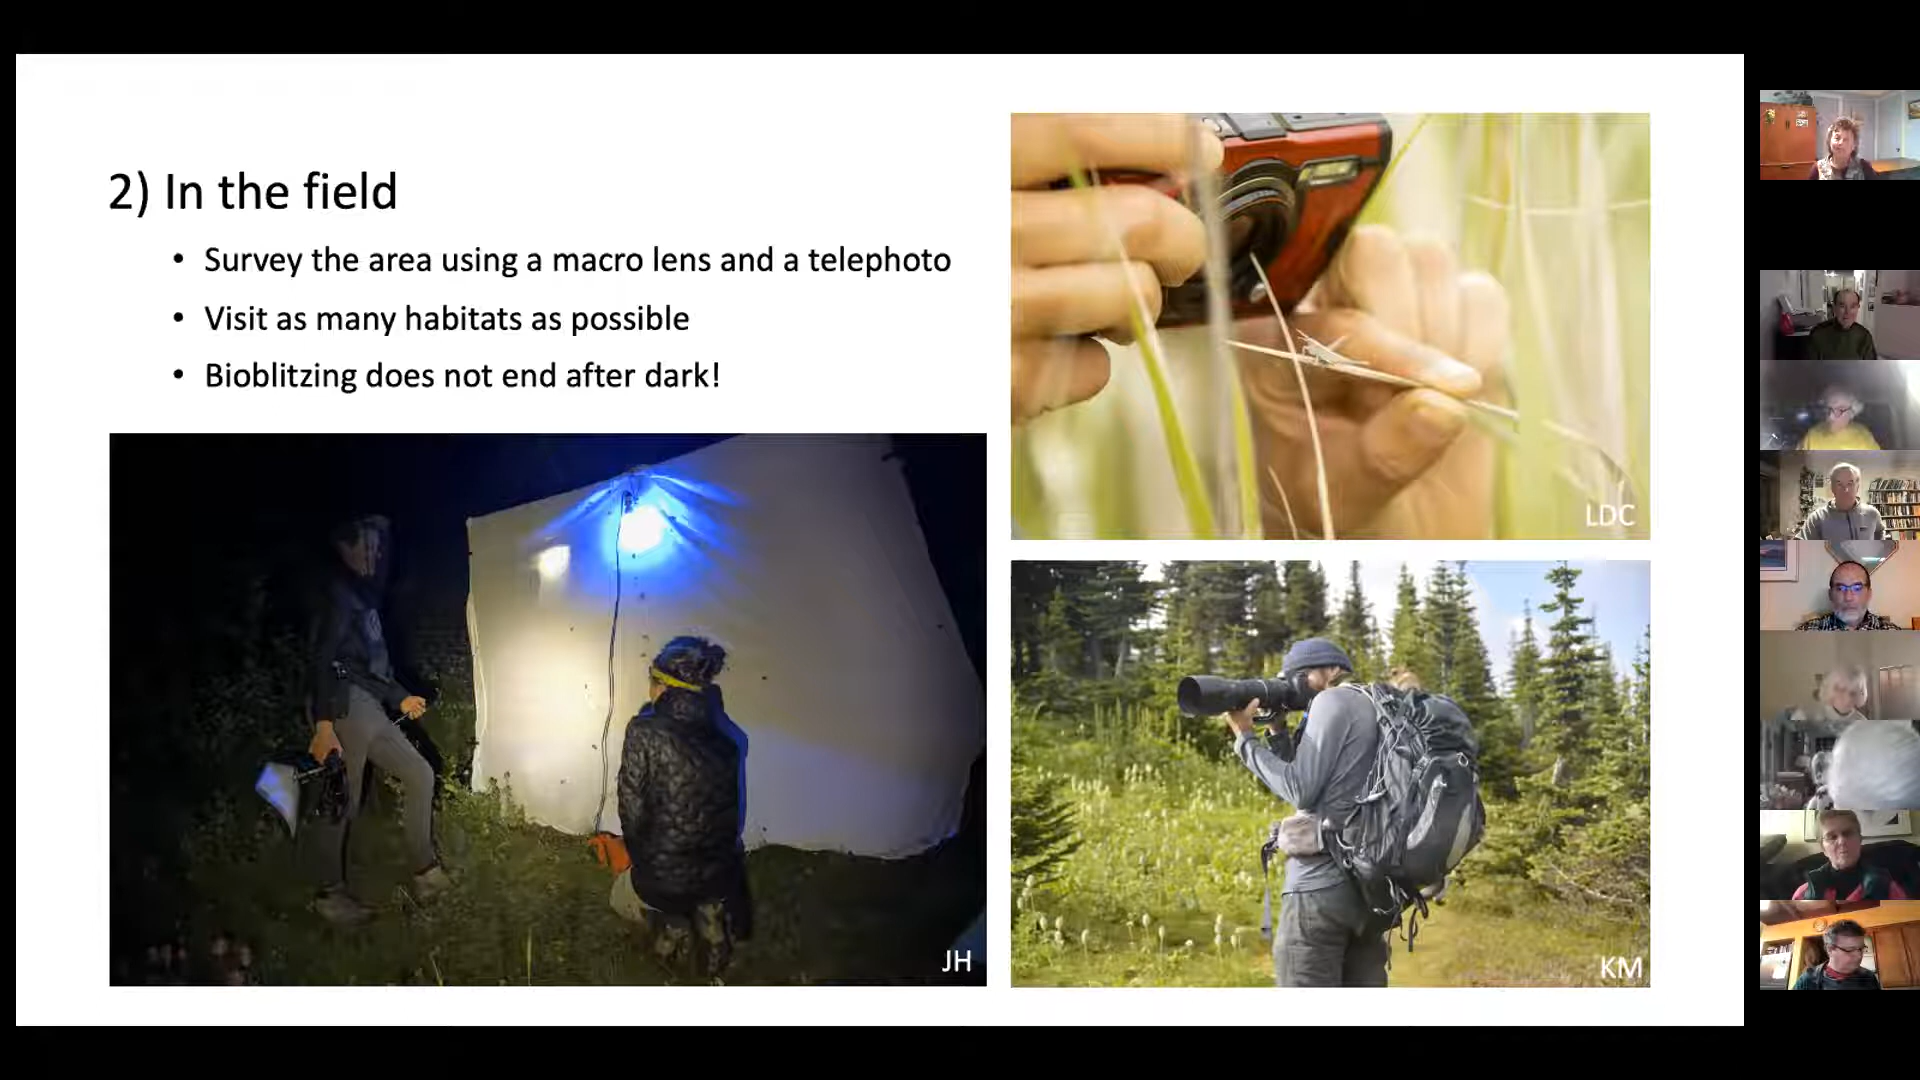 2) In the field
• Survey the area using a macro lens and a telephoto
• Visit as many habitats as possible
• Bioblitzing does not end after dark!
LDC
JH
KM